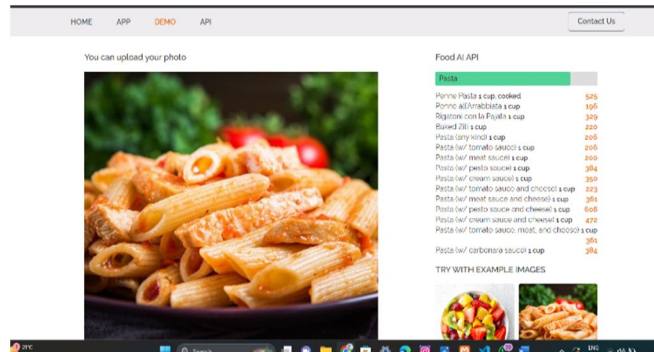 HOME APP DEMO API Contact Us
You can upload your photo
Food AI API
Pasta
Penne Pasta 1 cup, cooked 525
Penne all'Arrabbiata 1 cup 196
Rigatoni con la Pajata 1 cup 329
Baked Ziti 1 cup 220
Pasta (any kind) 1 cup 206
Pasta (w/ tomato sauce) 1 cup 206
Pasta (w/ meat sauce) 1 cup 200
Pasta (w/ pesto sauce) 1 cup 384
Pasta (w/ cream sauce) 1 cup 350
Pasta (w/ tomato sauce and cheese) 1 cup 223
Pasta (w/ meat sauce and cheese) 1 cup 361
Pasta (w/ pesto sauce and cheese) 1 cup 608
Pasta (w/ cream sauce and cheese) 1 cup 472
Pasta (w/ tomato sauce, meat, and cheese) 1 cup
361
Pasta (w/ carbonara sauce) 1 cup 384
TRY WITH EXAMPLE IMAGES
21°C Search ENG